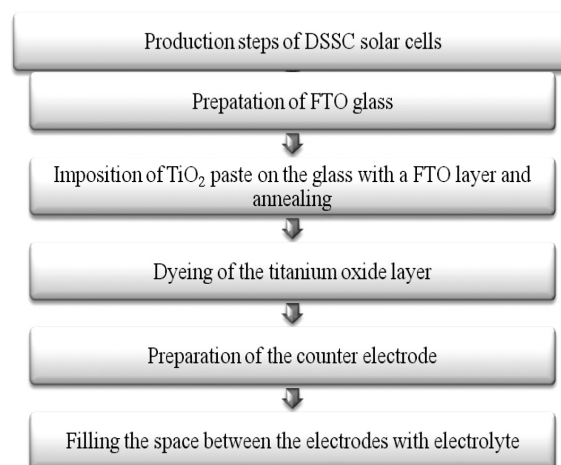 Production steps of DSSC solar cells
Prepatation of FTO glass
Imposition of TiO₂ paste on the glass with a FTO layer and
annealing
Dyeing of the titanium oxide layer
Preparation of the counter electrode
Filling the space between the electrodes with electrolyte